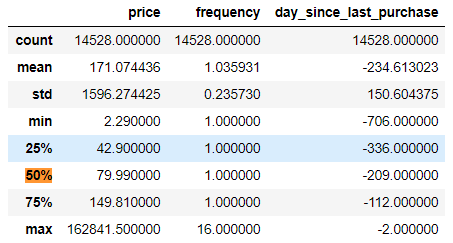 price frequency day_since_last_purchase
count 14528.000000 14528.000000 14528.000000
mean 171.074436 1.035931 -234.613023
std 1596.274425 0.235730 150.604375
min 2.290000 1.000000 -706.000000
25% 42.900000 1.000000 -336.000000
50% 79.990000 1.000000 -209.000000
75% 149.810000 1.000000 -112.000000
max 162841.500000 16.000000 -2.000000